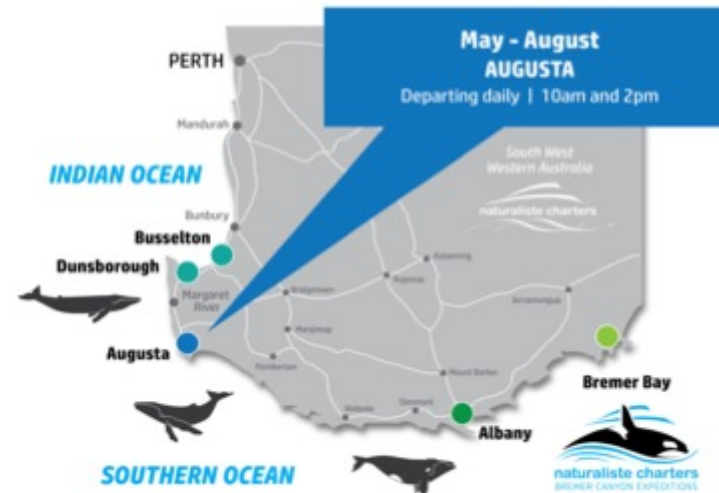 May - August
AUGUSTA
Departing daily | 10am and 2pm
PERTH
Mandurah
INDIAN OCEAN
South West
Western Australia
naturaliste charters
Bunbury
Busselton
Dunsborough
Katanning
Kojonup
Margaret
River
Bridgetown
Jerramungup
Augusta
Manjimup
Pemberton
Mount Barker
Bremer Bay
Walpole
Denmark
Albany
SOUTHERN OCEAN
naturaliste charters
BREMER CANYON EXPEDITIONS